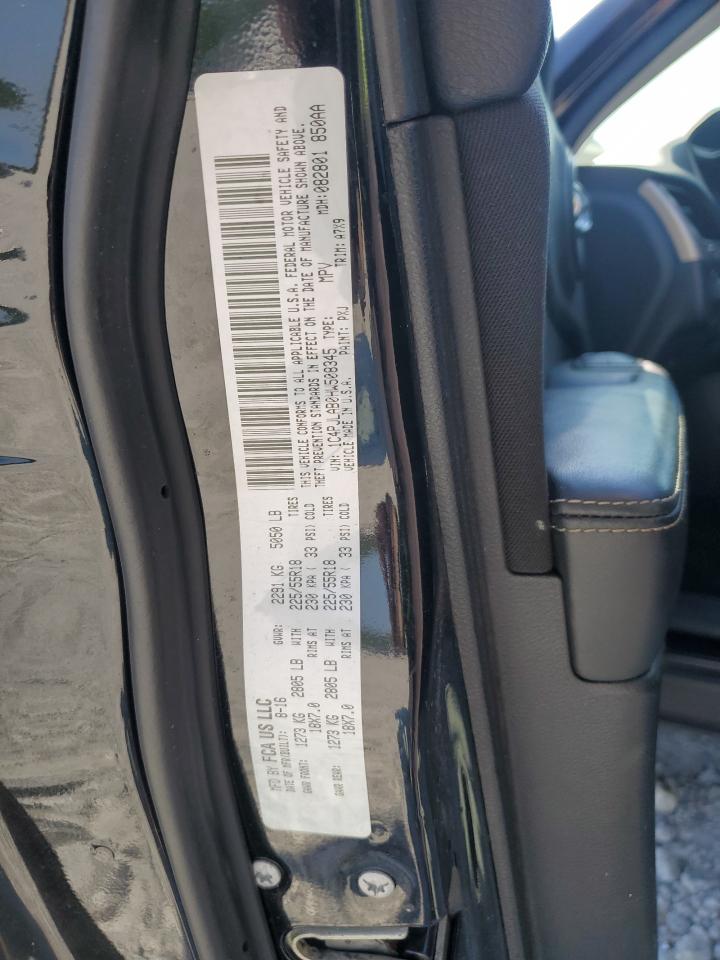 MFD BY FCA US LLC
DATE OF MFR(BUILT): 8-16 GVWR: 2291 KG 5050 LB
GAWR FRONT: 1273 KG 2805 LB WITH 225/55R18 TIRES
18X7.0 RIMS AT 230 KPA ( 33 PSI) COLD
GAWR REAR: 1273 KG 2805 LB WITH 225/55R18 TIRES
18X7.0 RIMS AT 230 KPA ( 33 PSI) COLD
THIS VEHICLE CONFORMS TO ALL APPLICABLE U.S.A. FEDERAL MOTOR VEHICLE SAFETY AND
THEFT PREVENTION STANDARDS IN EFFECT ON THE DATE OF MANUFACTURE SHOWN ABOVE.
VIN: 1C4PJLAB0HW508345 TYPE: MPV MDH:082801 850AA
VEHICLE MADE IN U.S.A. PAINT: PXJ TRIM: A7X9